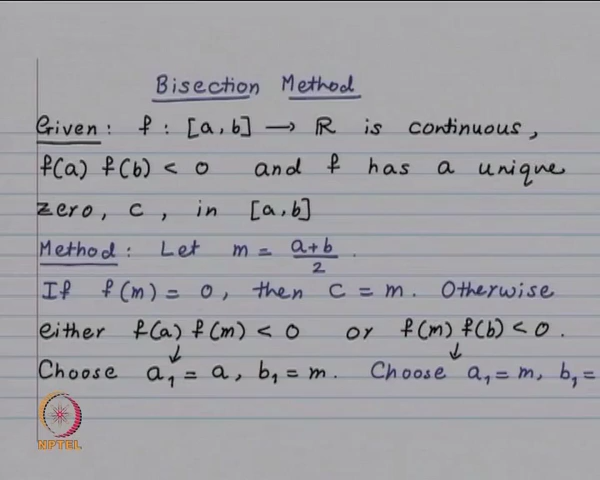 Bisection Method
Given: f : [a, b] → ℝ is continuous,
f(a) f(b) < 0 and f has a unique
zero, c, in [a, b]
Method: Let m = (a+b)/2.
If f(m) = 0, then c = m. Otherwise
either f(a) f(m) < 0 or f(m) f(b) < 0.
↓ ↓
Choose a₁ = a, b₁ = m. Choose a₁ = m, b₁ =
NPTEL